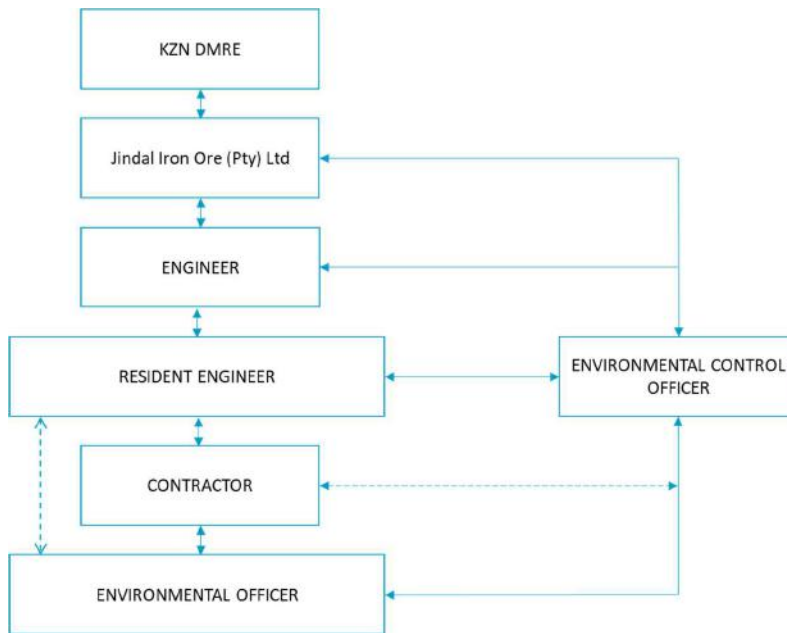 KZN DMRE
Jindal Iron Ore (Pty) Ltd
ENGINEER
RESIDENT ENGINEER
ENVIRONMENTAL CONTROL
OFFICER
CONTRACTOR
ENVIRONMENTAL OFFICER